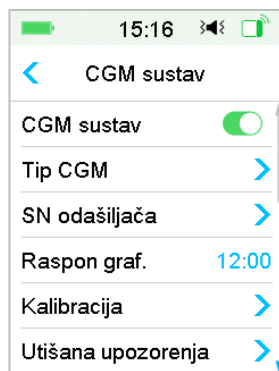 15:16
CGM sustav
CGM sustav
Tip CGM
SN odašiljača
Raspon graf. 12:00
Kalibracija
Utišana upozorenja